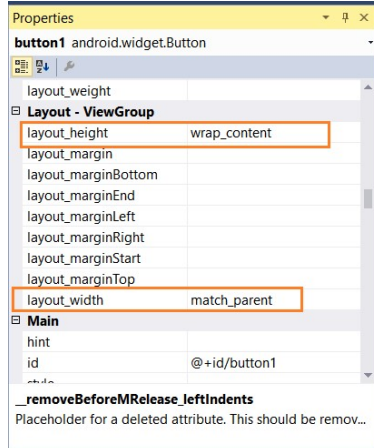 Properties
button1 android.widget.Button
layout_weight
Layout - ViewGroup
layout_height wrap_content
layout_margin
layout_marginBottom
layout_marginEnd
layout_marginLeft
layout_marginRight
layout_marginStart
layout_marginTop
layout_width match_parent
Main
hint
id @+id/button1
style
__removeBeforeMRelease_leftIndents
Placeholder for a deleted attribute. This should be remov...